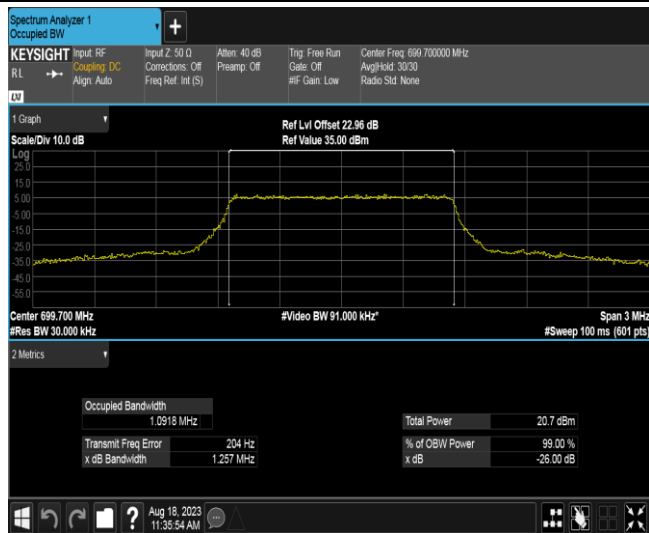 Spectrum Analyzer 1
Occupied BW
+
KEYSIGHT
RL
LXI
Input: RF
Coupling: DC
Align: Auto
Input Z: 50 Ω
Corrections: Off
Freq Ref: Int (S)
Atten: 40 dB
Preamp: Off
Trig: Free Run
Gate: Off
#IF Gain: Low
Center Freq: 699.700000 MHz
Avg|Hold: 30/30
Radio Std: None
1 Graph
Scale/Div 10.0 dB
Ref Lvl Offset 22.96 dB
Ref Value 35.00 dBm
Log
25.0
15.0
5.00
-5.00
-15.0
-25.0
-35.0
-45.0
-55.0
Center 699.700 MHz
#Res BW 30.000 kHz
#Video BW 91.000 kHz*
Span 3 MHz
#Sweep 100 ms (601 pts)
2 Metrics
Occupied Bandwidth
1.0918 MHz
Transmit Freq Error 204 Hz
x dB Bandwidth 1.257 MHz
Total Power 20.7 dBm
% of OBW Power 99.00 %
x dB -26.00 dB
?
Aug 18, 2023
11:35:54 AM